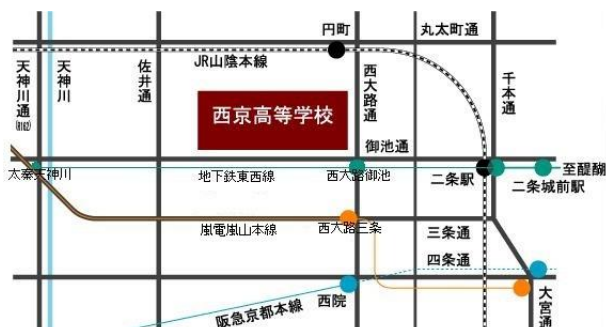 円町
丸太町通
JR山陰本線
天神川通
天神川
佐井通
西大路通
千本通
西京高等学校
御池通
太秦天神川
地下鉄東西線
西大路御池
二条駅
至醍醐
二条城前駅
嵐電嵐山本線
西大路三条
三条通
四条通
阪急京都本線
西院
大宮通